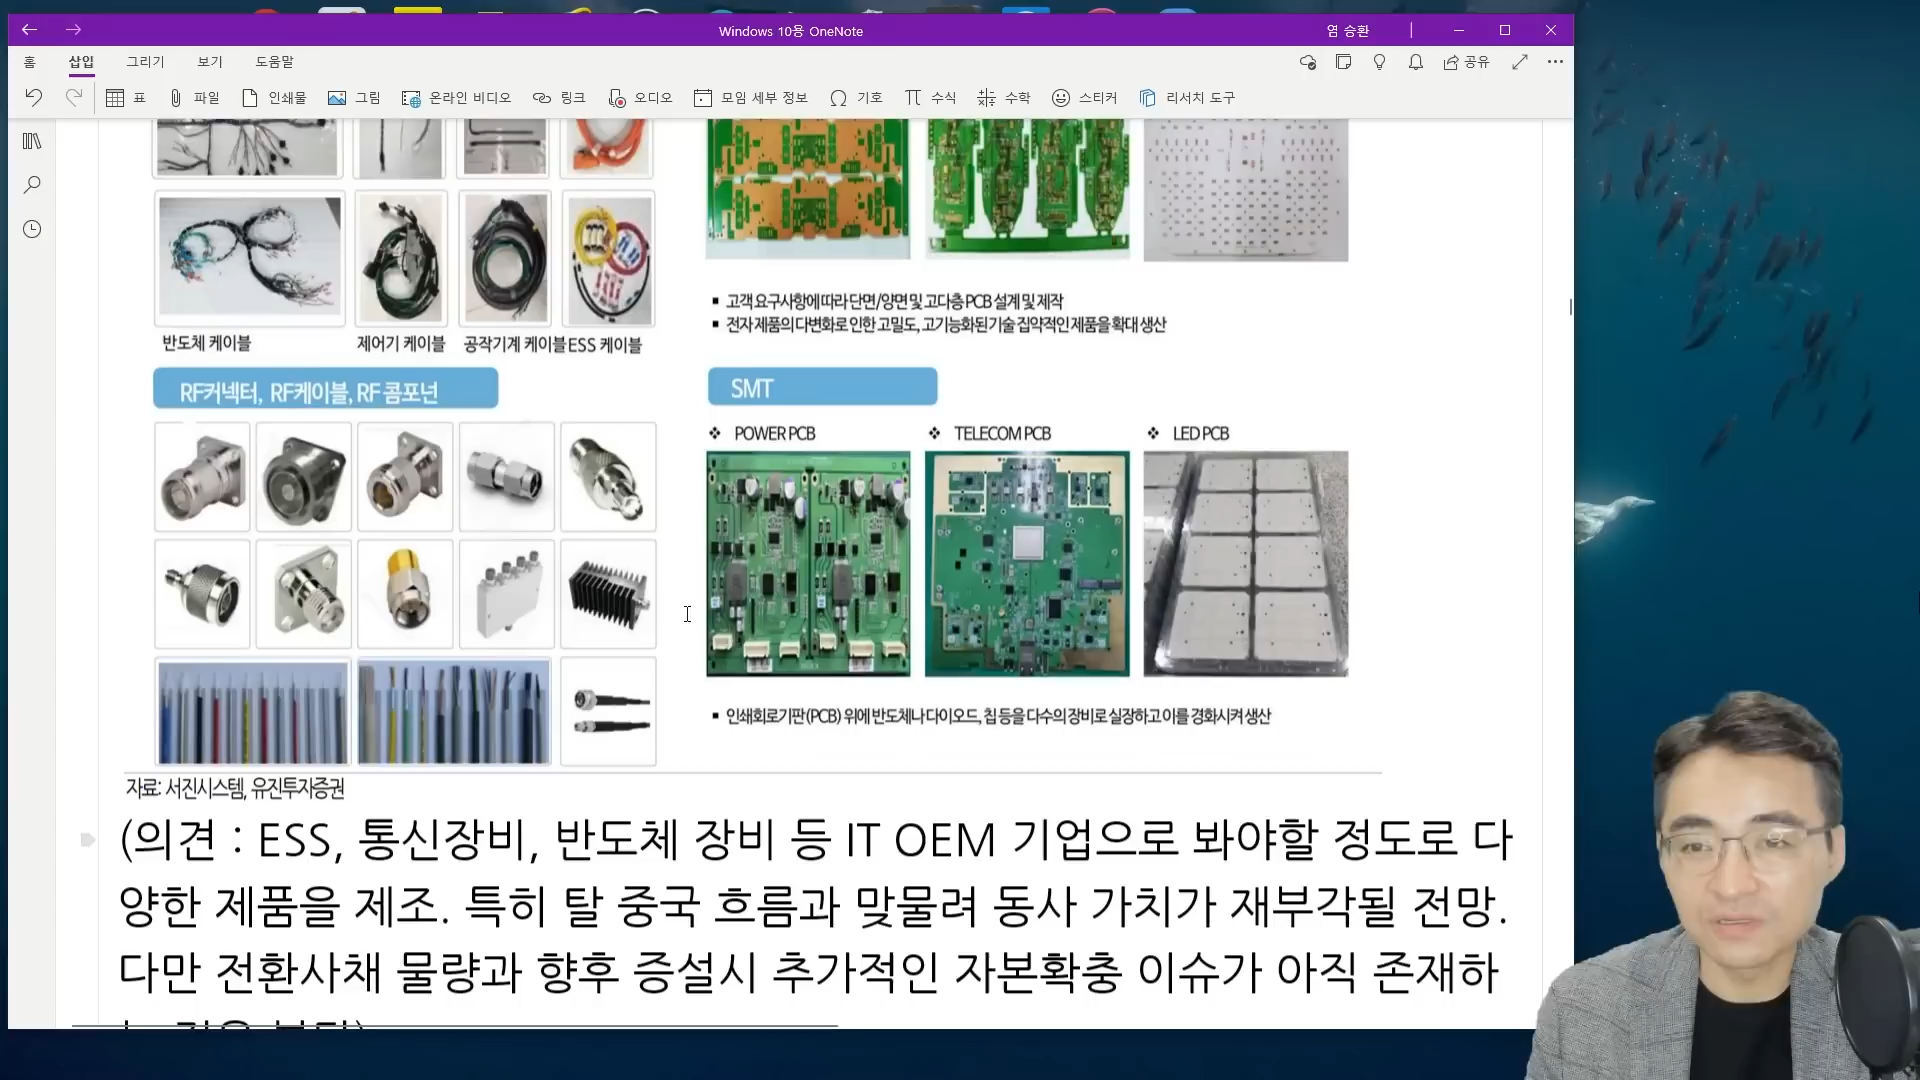 Windows 10용 OneNote
염 승환
홈 삽입 그리기 보기 도움말
공유
표 파일 인쇄물 그림 온라인 비디오 링크 오디오 모임 세부 정보 기호 수식 수학 스티커 리서치 도구
반도체 케이블 제어기 케이블 공작기계 케이블 ESS 케이블
RF커넥터, RF케이블, RF 콤포넌
■ 고객 요구사항에 따라 단면/양면 및 고다층 PCB 설계 및 제작
■ 전자 제품의 다변화로 인한 고밀도, 고기능화된 기술 집약적인 제품을 확대 생산
SMT
❖ POWER PCB ❖ TELECOM PCB ❖ LED PCB
■ 인쇄회로기판(PCB) 위에 반도체나 다이오드, 칩 등을 다수의 장비로 실장하고 이를 경화시켜 생산
자료: 서진시스템, 유진투자증권
(의견 : ESS, 통신장비, 반도체 장비 등 IT OEM 기업으로 봐야할 정도로 다
양한 제품을 제조. 특히 탈 중국 흐름과 맞물려 동사 가치가 재부각될 전망.
다만 전환사채 물량과 향후 증설시 추가적인 자본확충 이슈가 아직 존재하